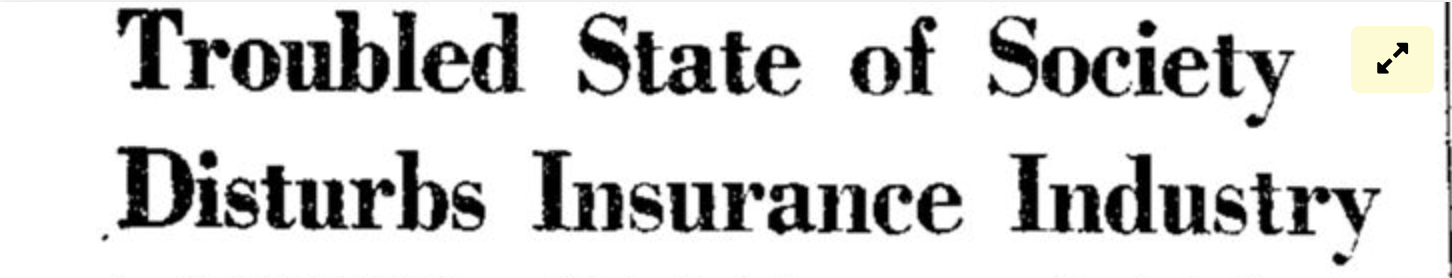 Troubled State of Society
Disturbs Insurance Industry